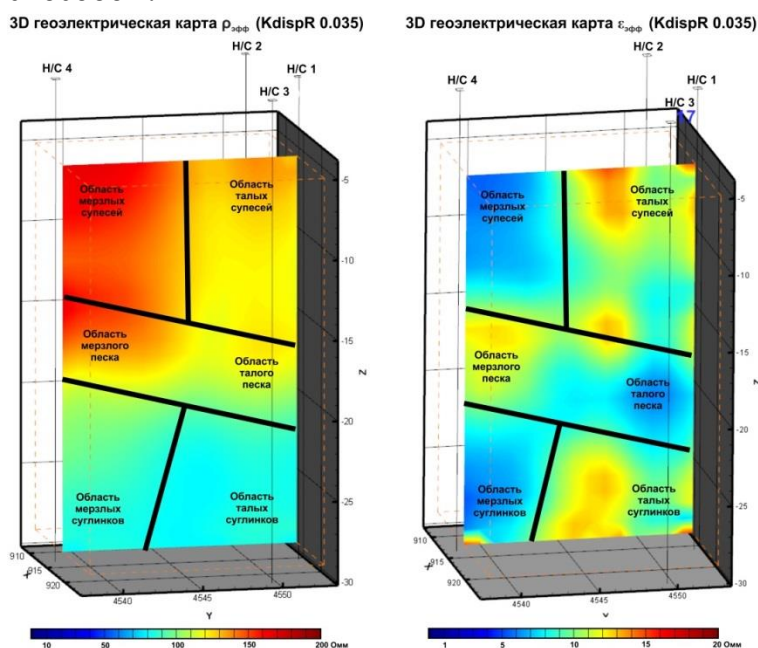 3D геоэлектрическая карта ρэфф (KdispR 0.035)
Н/С 4
Н/С 2
Н/С 1
Н/С 3
Область
мерзлых
супесей
Область
талых
супесей
Область
мерзлого
песка
Область
талого
песка
Область
мерзлых
суглинков
Область
талых
суглинков
-5
-10
-15
Z
-20
-25
-30
910
915
920
X
4540
4545
4550
Y
10
50
100
150
200 Омм
3D геоэлектрическая карта εэфф (KdispR 0.035)
Н/С 4
Н/С 2
Н/С 1
Н/С 3
17
Область
мерзлых
супесей
Область
талых
супесей
Область
мерзлого
песка
Область
талого
песка
Область
мерзлых
суглинков
Область
талых
суглинков
-5
-10
-15
-20
-25
-30
910
915
920
X
4540
4545
4550
1
5
10
15
20 Омм